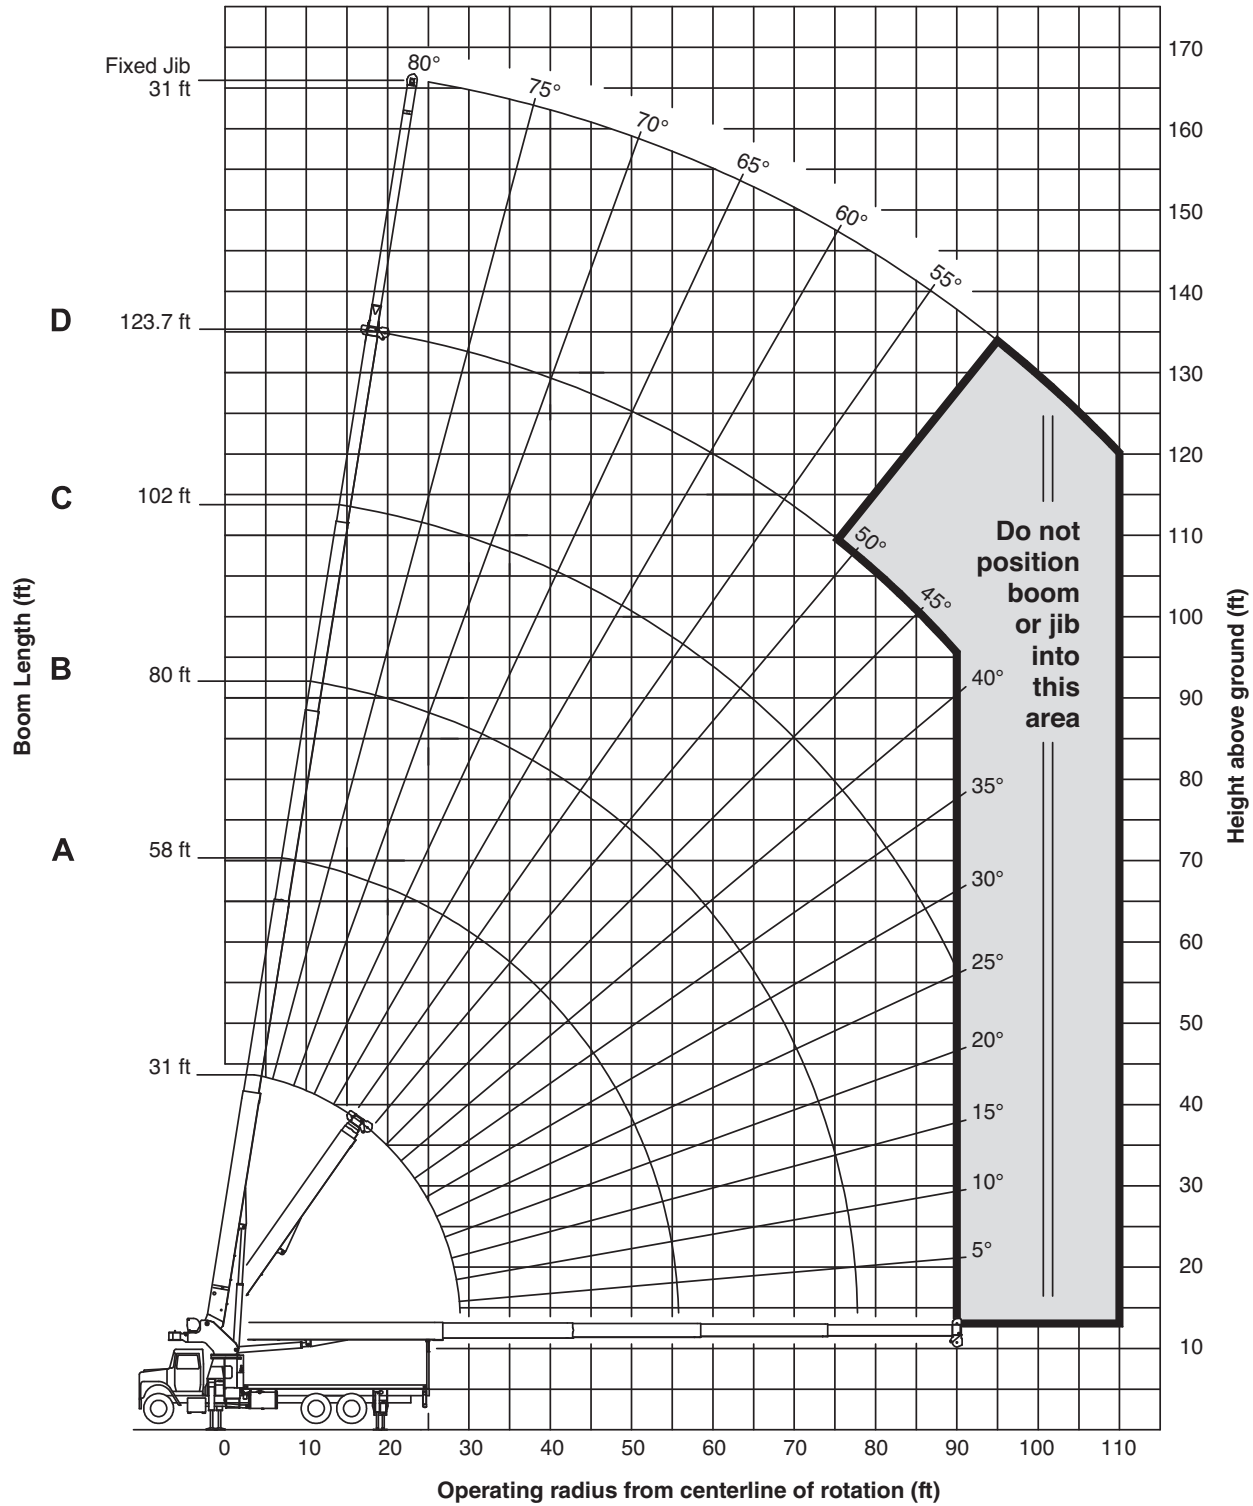 Fixed Jib
31 ft
80°
75°
70°
65°
60°
55°
50°
45°
40°
35°
30°
25°
20°
15°
10°
5°
D
123.7 ft
C
102 ft
B
80 ft
A
58 ft
31 ft
Boom Length (ft)
Do not
position
boom
or jib
into
this
area
170
160
150
140
130
120
110
100
90
80
70
60
50
40
30
20
10
Height above ground (ft)
0 10 20 30 40 50 60 70 80 90 100 110
Operating radius from centerline of rotation (ft)